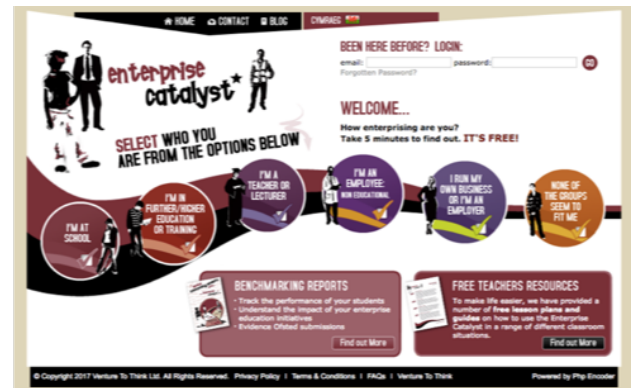 HOME CONTACT BLOG CYMRAEG
BEEN HERE BEFORE? LOGIN:
email: password: GO
Forgotten Password?
enterprise
catalyst*
WELCOME...
How enterprising are you?
Take 5 minutes to find out. IT'S FREE!
SELECT WHO YOU
ARE FROM THE OPTIONS BELOW
I'M AT
SCHOOL
I'M IN
FURTHER/HIGHER
EDUCATION
OR TRAINING
I'M A
TEACHER OR
LECTURER
I'M AN
EMPLOYEE:
NON EDUCATIONAL
I RUN MY
OWN BUSINESS
OR I'M AN
EMPLOYER
NONE OF
THE GROUPS
SEEM TO
FIT ME
BENCHMARKING REPORTS
· Track the performance of your students
· Understand the impact of your enterprise
education initiatives
· Evidence Ofsted submissions
Find out More
FREE TEACHERS RESOURCES
To make life easier, we have provided a
number of free lesson plans and
guides on how to use the Enterprise
Catalyst in a range of different classroom
situations.
Find out More
© Copyright 2017 Venture To Think Ltd. All Rights Reserved. Privacy Policy | Terms & Conditions | FAQs | Venture to Think Powered by Php Encoder